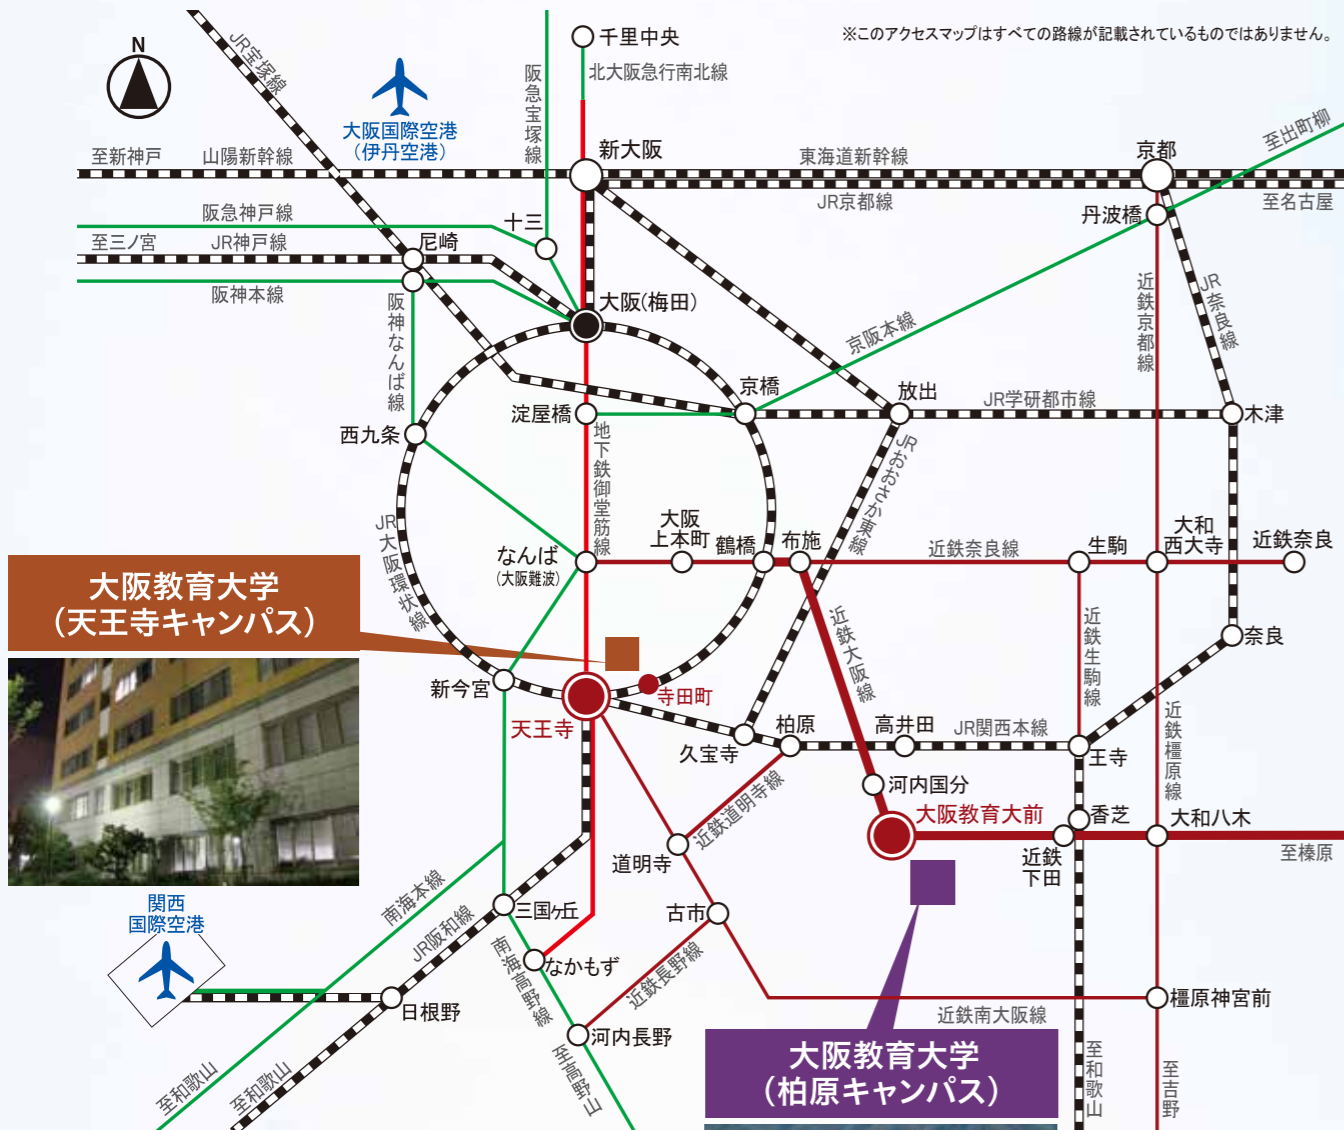 ※このアクセスマップはすべての路線が記載されているものではありません。
N
JR宝塚線
阪急宝塚線
千里中央
北大阪急行南北線
大阪国際空港
（伊丹空港）
至出町柳
至新神戸
山陽新幹線
新大阪
東海道新幹線
京都
JR京都線
至名古屋
阪急神戸線
十三
丹波橋
至三ノ宮
JR神戸線
尼崎
阪神本線
大阪(梅田)
近鉄京都線
JR奈良線
阪神なんば線
京阪本線
京橋
放出
淀屋橋
JR学研都市線
木津
西九条
地下鉄御堂筋線
JRおおさか東線
JR大阪環状線
大阪
上本町
鶴橋
布施
なんば
(大阪難波)
近鉄奈良線
生駒
大和
西大寺
近鉄奈良
大阪教育大学
（天王寺キャンパス）
近鉄大阪線
近鉄生駒線
奈良
新今宮
寺田町
天王寺
久宝寺
柏原
高井田
JR関西本線
王寺
近鉄橿原線
河内国分
近鉄道明寺線
大阪教育大前
香芝
大和八木
道明寺
近鉄
下田
至榛原
関西
国際空港
南海本線
JR阪和線
三国ヶ丘
古市
南海高野線
なかもず
近鉄長野線
日根野
橿原神宮前
近鉄南大阪線
河内長野
大阪教育大学
（柏原キャンパス）
至和歌山
至和歌山
至高野山
至和歌山
至吉野